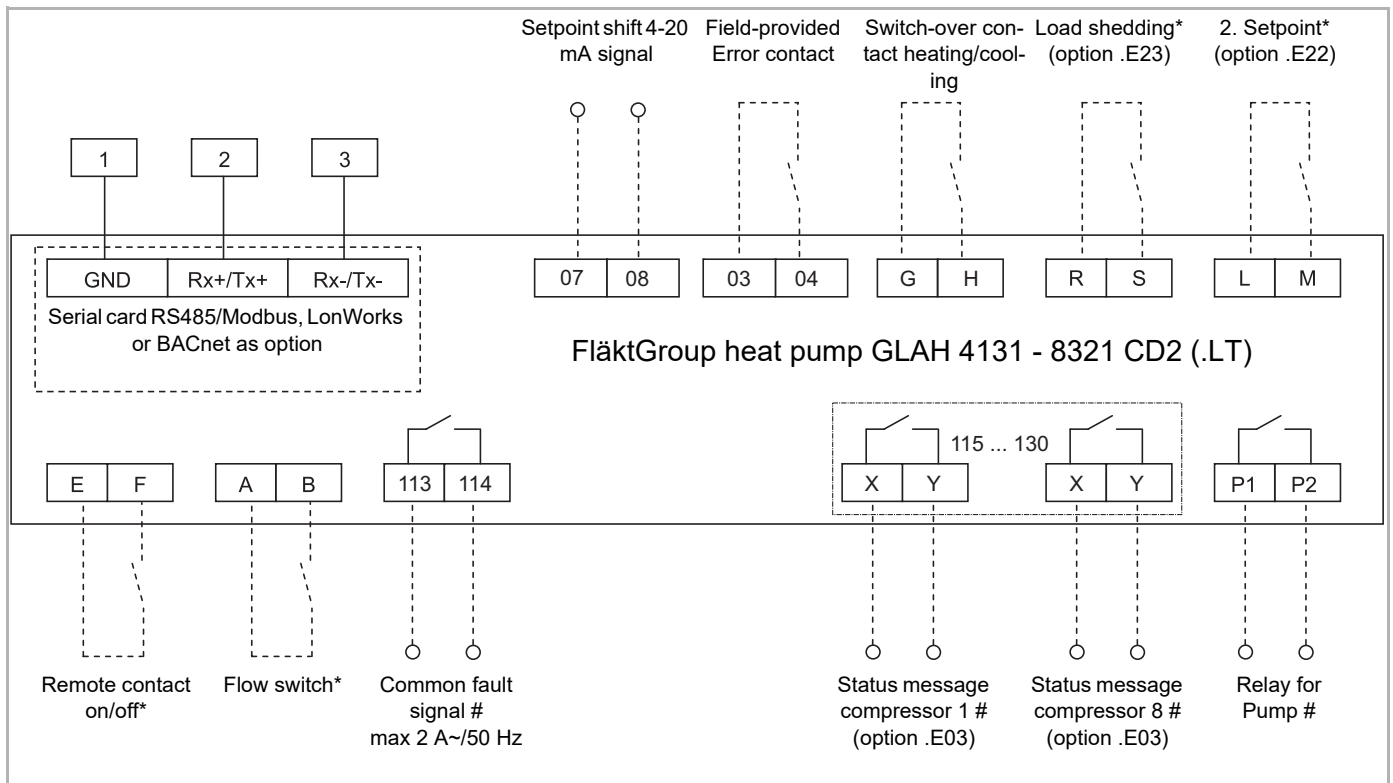 Setpoint shift 4-20
mA signal
Field-provided
Error contact
Switch-over con-
tact heating/cool-
ing
Load shedding*
(option .E23)
2. Setpoint*
(option .E22)
1
2
3
GND
Rx+/Tx+
Rx-/Tx-
07
08
03
04
G
H
R
S
L
M
Serial card RS485/Modbus, LonWorks
or BACnet as option
FläktGroup heat pump GLAH 4131 - 8321 CD2 (.LT)
115 ... 130
E
F
A
B
113
114
X
Y
X
Y
P1
P2
Remote contact
on/off*
Flow switch*
Common fault
signal #
max 2 A~/50 Hz
Status message
compressor 1 #
(option .E03)
Status message
compressor 8 #
(option .E03)
Relay for
Pump #